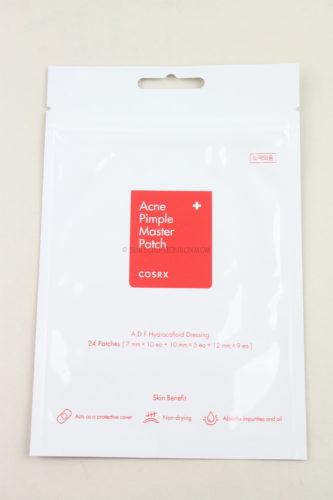 Acne
Pimple
Master
Patch
COSRX
A.D.F Hydrocolloid Dressing
24 Patches [ 7 mm × 10 ea + 10 mm × 5 ea + 12 mm × 9 ea ]
Skin Benefit
Acts as a protective cover
Non-drying
Absorbs impurities and oil